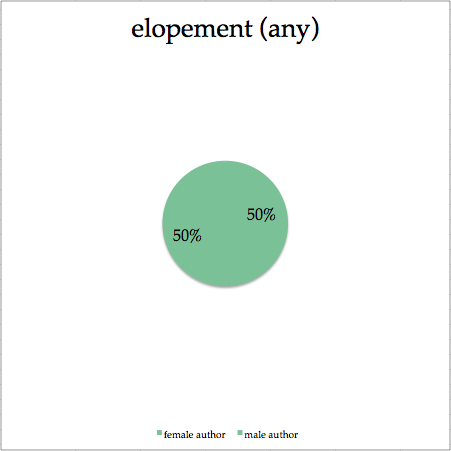 elopement (any)
50%
50%
female author male author